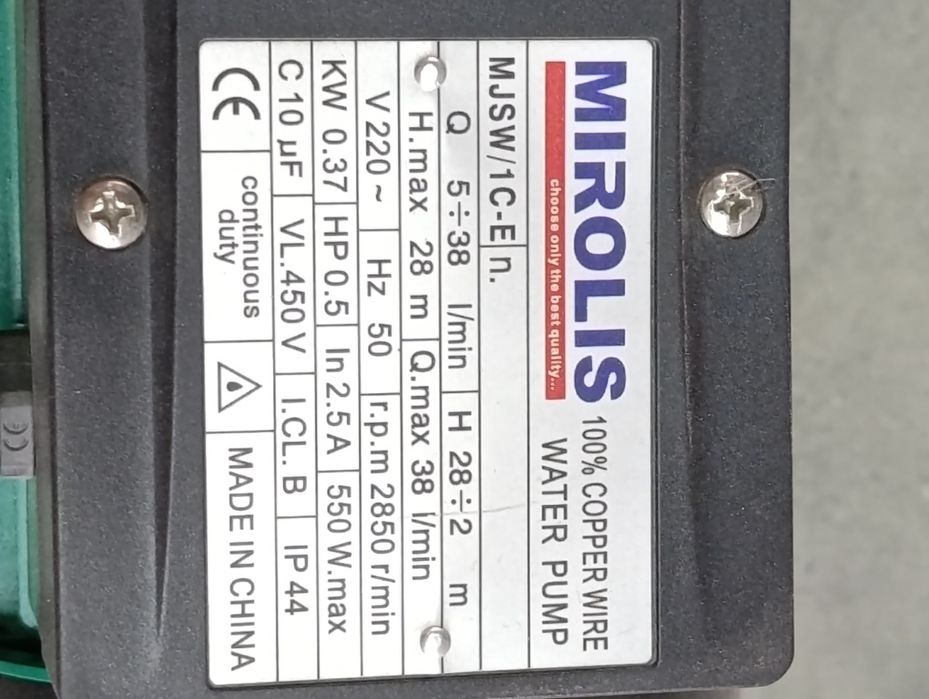 MIROLIS 100% COPPER WIRE
choose only the best quality... WATER PUMP
MJSW/1C-E n.
Q 5÷38 l/min H 28÷2 m
H.max 28 m Q.max 38 l/min
V 220 ~ Hz 50 r.p.m 2850 r/min
KW 0.37 HP 0.5 In 2.5 A 550 W.max
C 10 µF VL.450 V I.CL. B IP 44
CE continuous duty MADE IN CHINA
CE